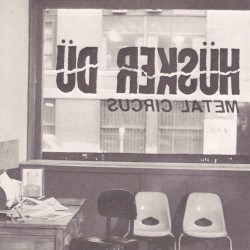 HÜSKER DÜ
METAL CIRCUS